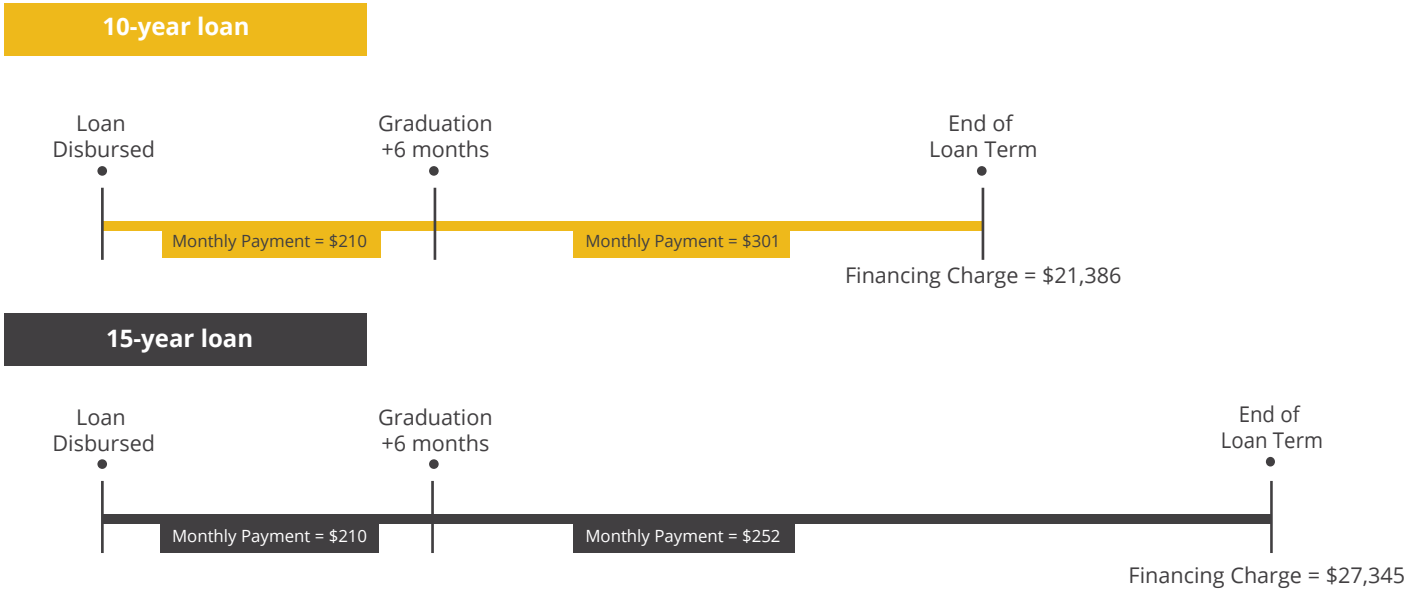 10-year loan
Loan
Disbursed
Graduation
+6 months
End of
Loan Term
Monthly Payment = $210
Monthly Payment = $301
Financing Charge = $21,386
15-year loan
Loan
Disbursed
Graduation
+6 months
End of
Loan Term
Monthly Payment = $210
Monthly Payment = $252
Financing Charge = $27,345